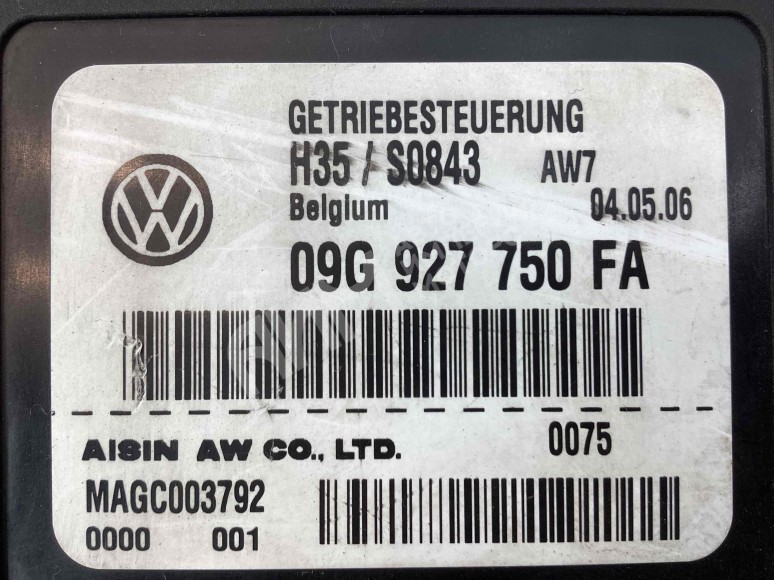 GETRIEBESTEUERUNG
H35 / S0843 AW7
Belgium 04.05.06
09G 927 750 FA
AISIN AW CO., LTD. 0075
MAGC003792
0000 001